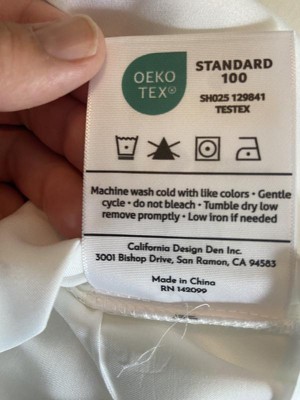 OEKO
TEX®
STANDARD
100
SH025 129841
TESTEX
Machine wash cold with like colors • Gentle
cycle • do not bleach • Tumble dry low
remove promptly • Low iron if needed
California Design Den Inc.
3001 Bishop Drive, San Ramon, CA 94583
Made in China
RN 142099